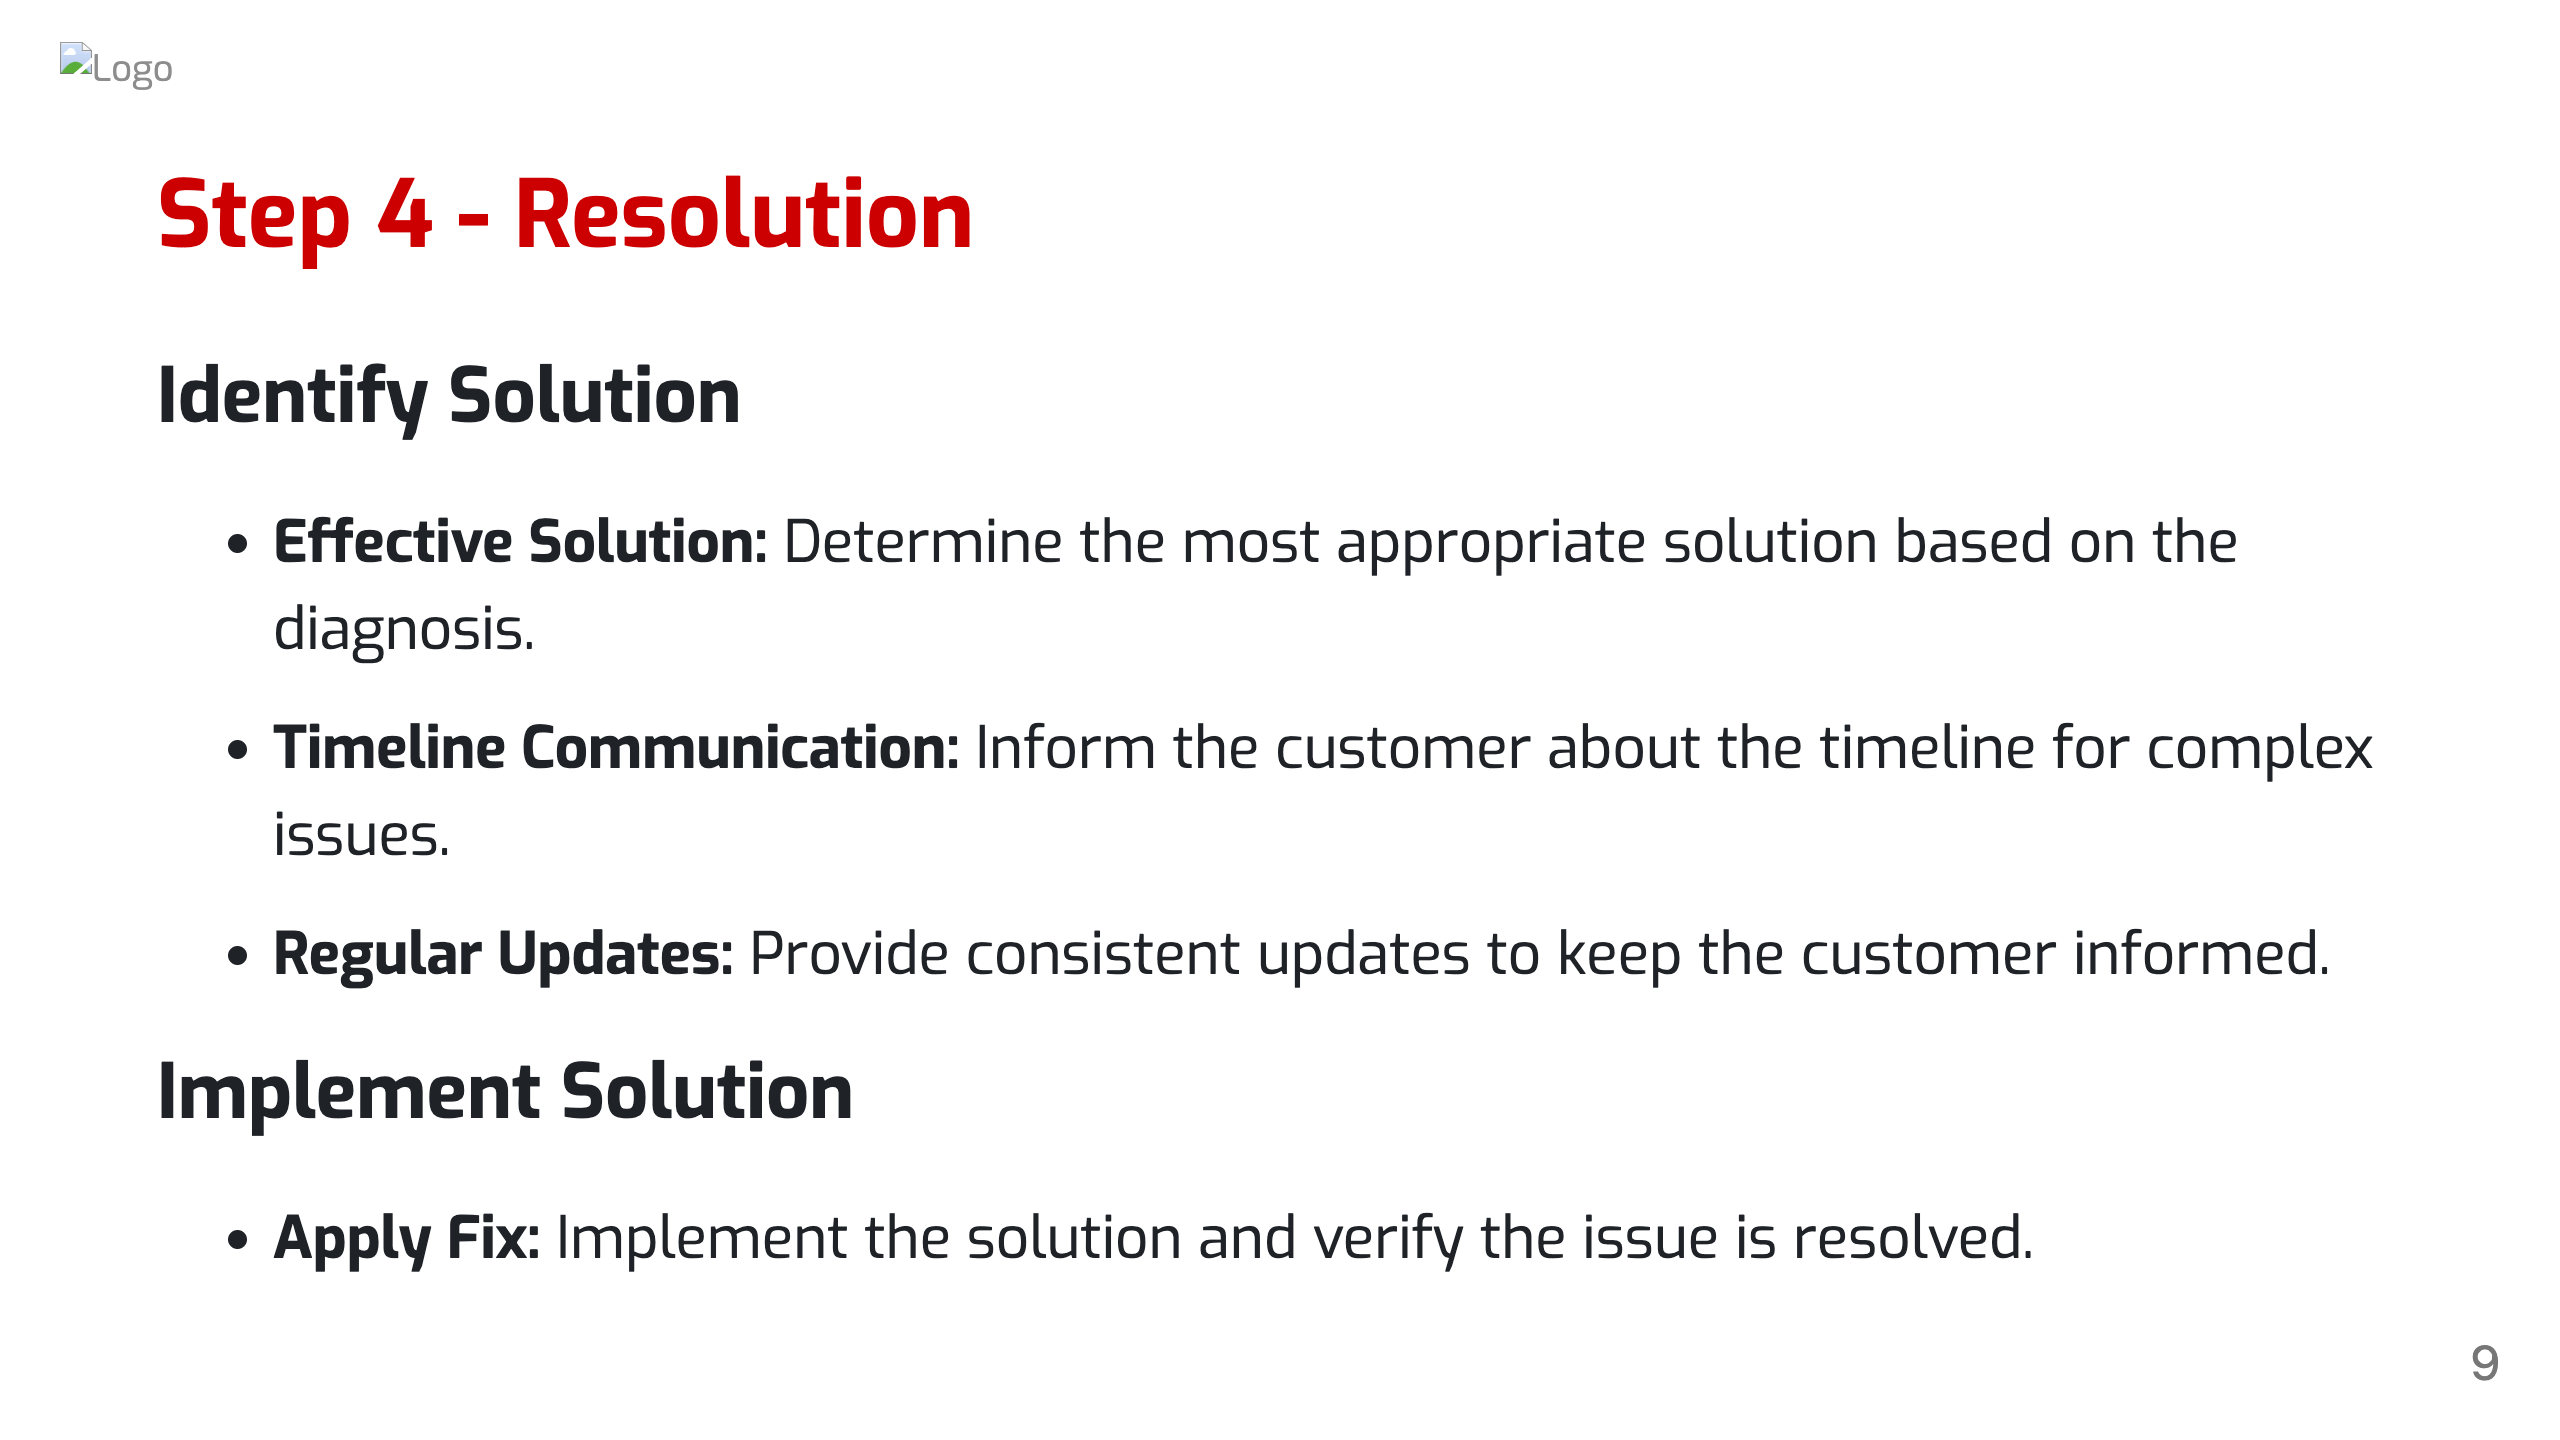 Logo
Step 4 - Resolution
Identify Solution
• Effective Solution: Determine the most appropriate solution based on the
diagnosis.
• Timeline Communication: Inform the customer about the timeline for complex
issues.
• Regular Updates: Provide consistent updates to keep the customer informed.
Implement Solution
• Apply Fix: Implement the solution and verify the issue is resolved.
9